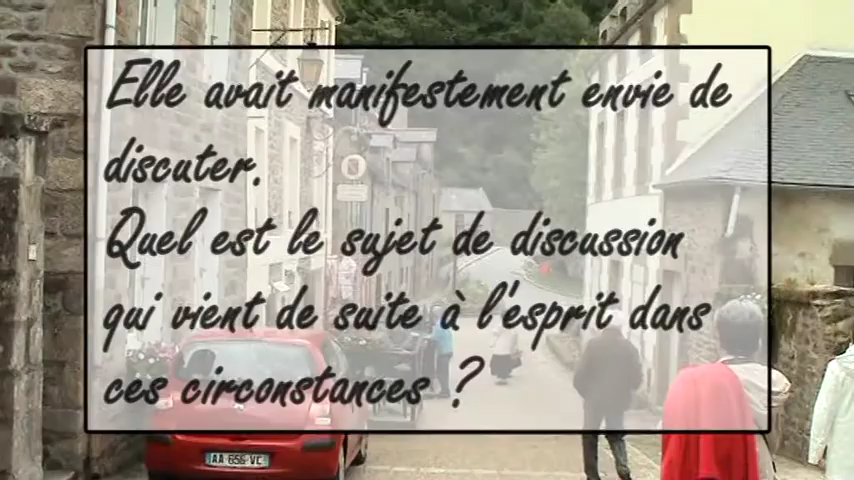 Elle avait manifestement envie de
discuter.
Quel est le sujet de discussion
qui vient de suite à l'esprit dans
ces circonstances ?
AA 656 VC